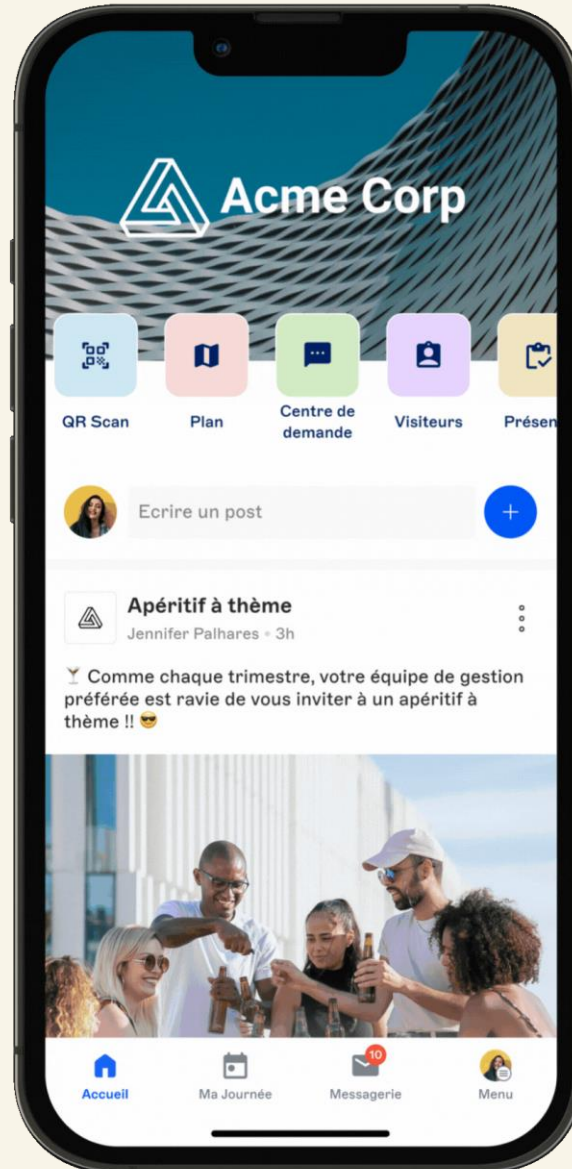 Acme Corp
QR Scan
Plan
Centre de
demande
Visiteurs
Présen
Ecrire un post
Apéritif à thème
Jennifer Palhares • 3h
🍸 Comme chaque trimestre, votre équipe de gestion
préférée est ravie de vous inviter à un apéritif à
thème !! 😎
10
Accueil
Ma Journée
Messagerie
Menu